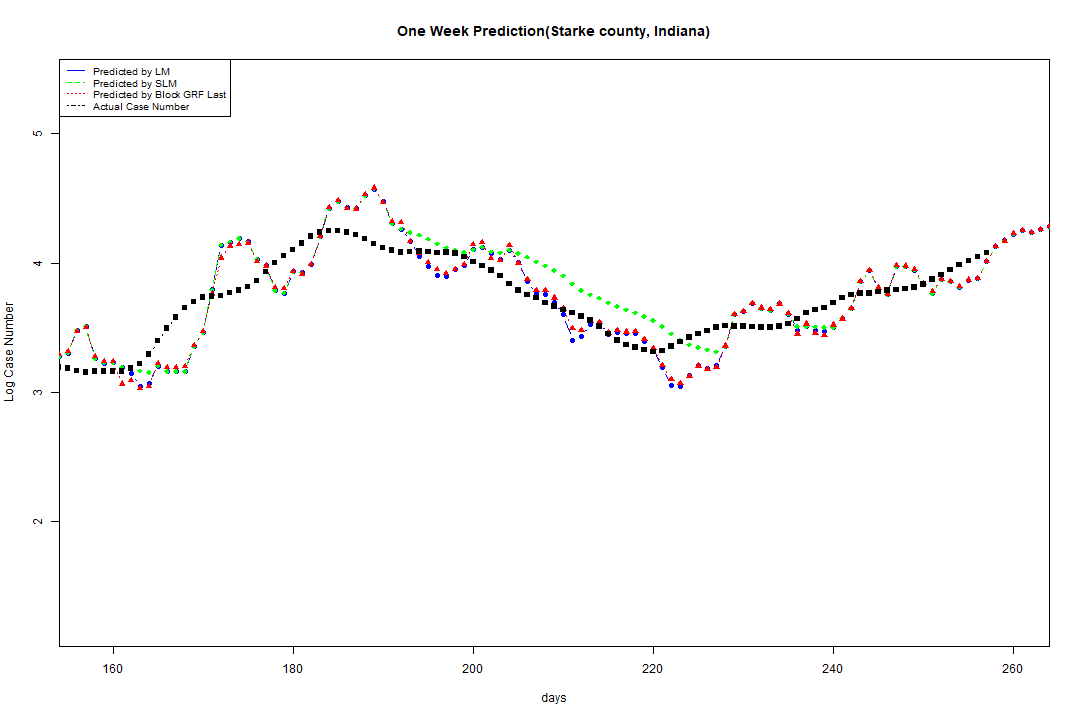 One Week Prediction(Starke county, Indiana)
Predicted by LM
Predicted by SLM
Predicted by Block GRF Last
Actual Case Number
5
4
3
2
Log Case Number
160 180 200 220 240 260
days